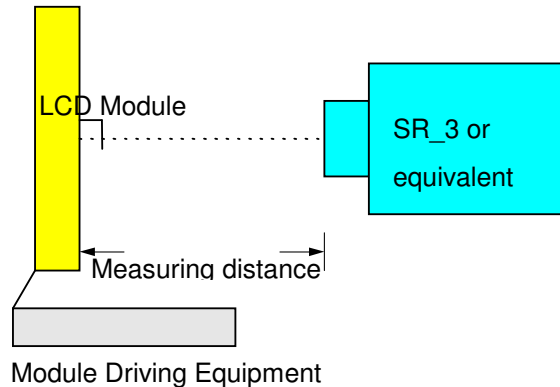 LCD Module
SR_3 or
equivalent
Measuring distance
Module Driving Equipment